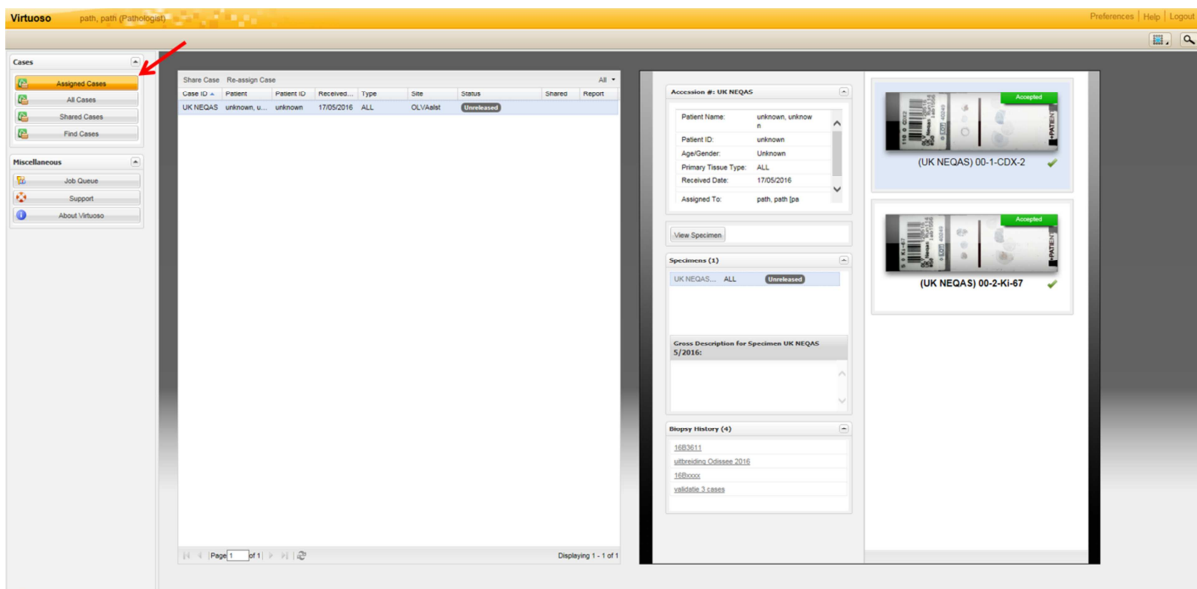 Virtuoso path, path (Pathologist)
Preferences | Help | Logout
Cases
Assigned Cases
All Cases
Shared Cases
Find Cases
Miscellaneous
Job Queue
Support
About Virtuoso
Share Case Re-assign Case All
Case ID Patient Patient ID Received... Type Site Status Shared Report
UK NEQAS unknown, u... unknown 17/05/2016 ALL OLVAalst Unreleased
Page 1 of 1
Displaying 1 - 1 of 1
Accession #: UK NEQAS
Patient Name: unknown, unknow
n
Patient ID: unknown
Age/Gender: Unknown
Primary Tissue Type: ALL
Received Date: 17/05/2016
Assigned To: path, path [pa
View Specimen
Specimens (1)
UK NEQAS... ALL Unreleased
Gross Description for Specimen UK NEQAS
5/2016:
Biopsy History (4)
16B3611
uitbreiding Odissee 2016
16Bxxxx
validatie 3 cases
Accepted
+PATIENT
(UK NEQAS) 00-1-CDX-2
Accepted
+PATIENT
(UK NEQAS) 00-2-Ki-67